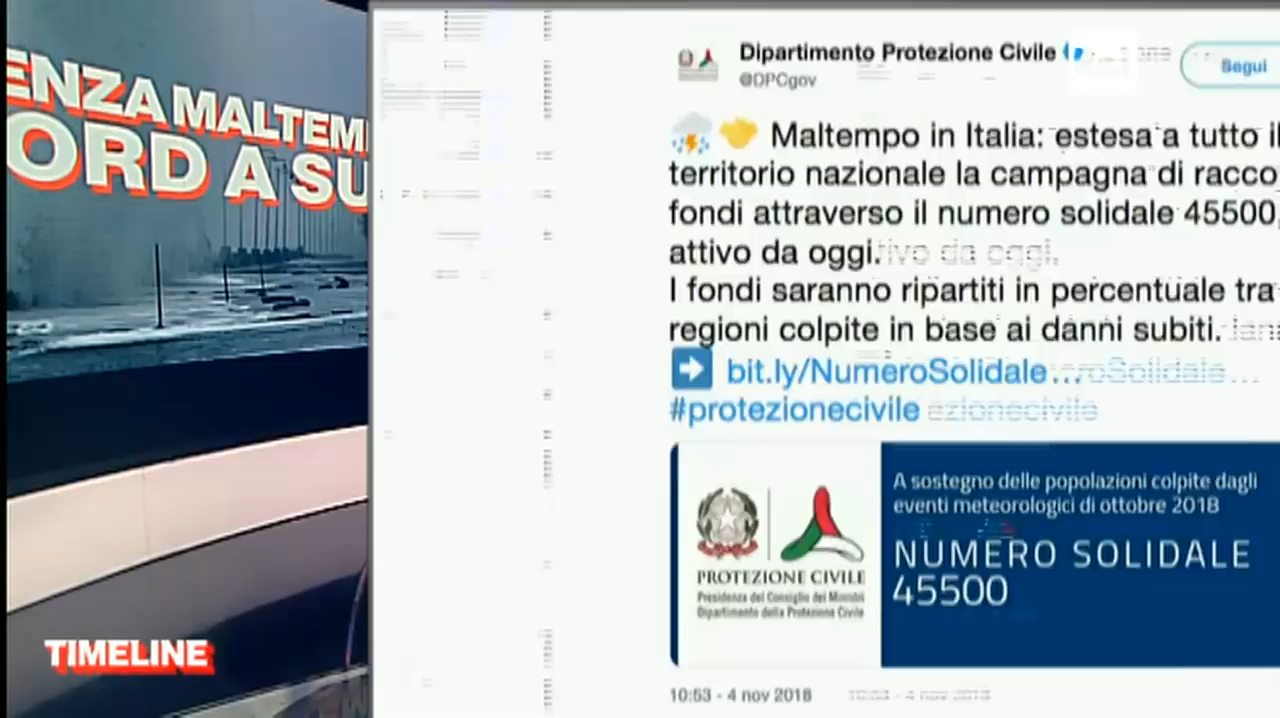 ENZA MALTEM
ORD A SU
TIMELINE
Dipartimento Protezione Civile
@DPCgov
Segui
Maltempo in Italia: estesa a tutto il
territorio nazionale la campagna di racco
fondi attraverso il numero solidale 45500,
attivo da oggi.
I fondi saranno ripartiti in percentuale tra
regioni colpite in base ai danni subiti.
bit.ly/NumeroSolidale...
#protezionecivile
A sostegno delle popolazioni colpite dagli
eventi meteorologici di ottobre 2018
NUMERO SOLIDALE
45500
PROTEZIONE CIVILE
Presidenza del Consiglio dei Ministri
Dipartimento della Protezione Civile
10:53 - 4 nov 2018